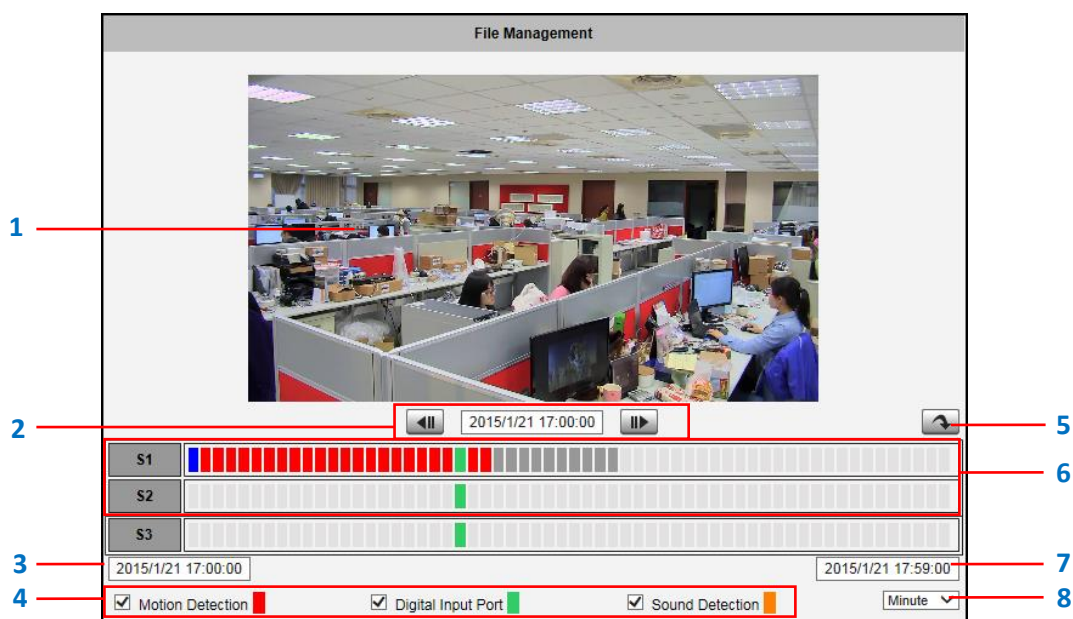 File Management
1
2
2015/1/21 17:00:00
5
S1
6
S2
S3
3
2015/1/21 17:00:00
2015/1/21 17:59:00
7
4
Motion Detection
Digital Input Port
Sound Detection
Minute
8